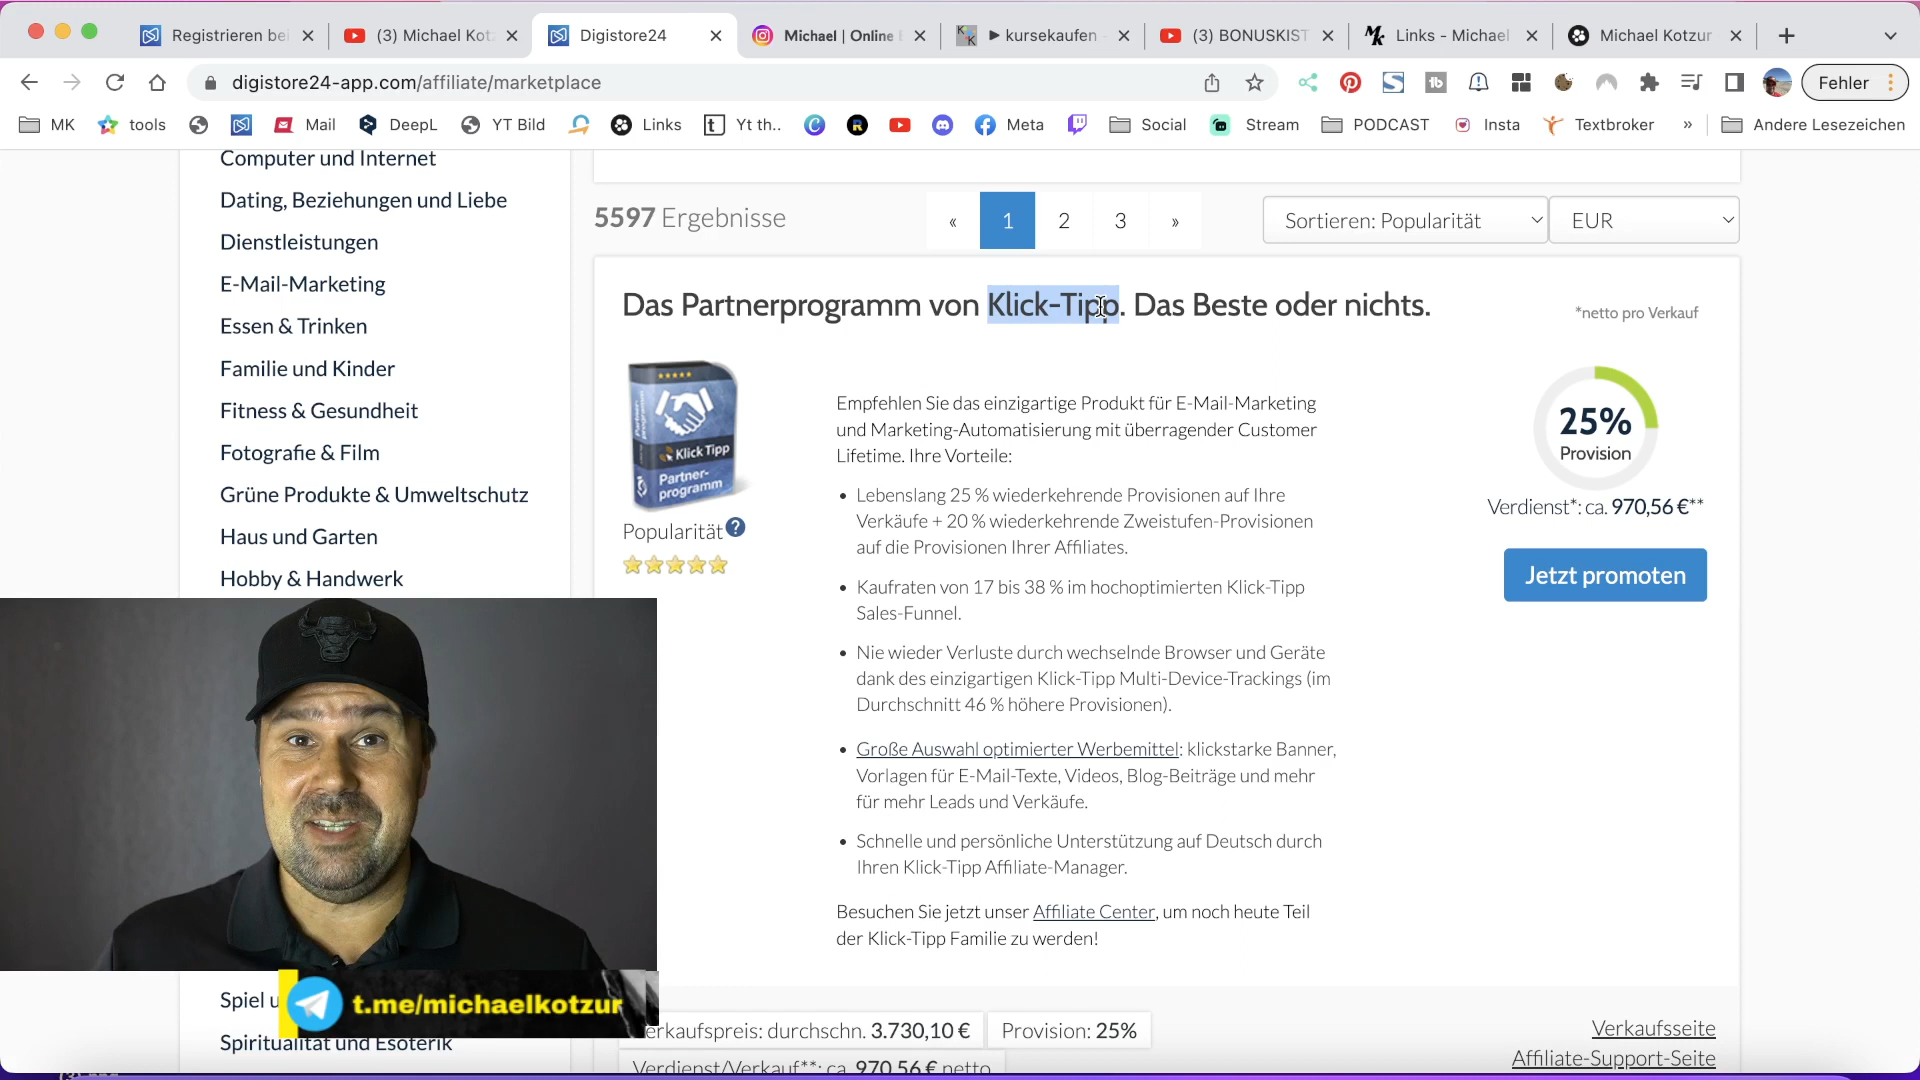 Registrieren bei
(3) Michael Kotz
Digistore24
Michael | Online
kursekaufen
(3) BONUSKIST
Links - Michael
Michael Kotzur
digistore24-app.com/affiliate/marketplace
Fehler
MK
tools
Mail
DeepL
YT Bild
Links
Yt th..
Meta
Social
Stream
PODCAST
Insta
Textbroker
»
Andere Lesezeichen
Computer und Internet
Dating, Beziehungen und Liebe
Dienstleistungen
E-Mail-Marketing
Essen & Trinken
Familie und Kinder
Fitness & Gesundheit
Fotografie & Film
Grüne Produkte & Umweltschutz
Haus und Garten
Hobby & Handwerk
Spiel u
Spiritualität und Esoterik
5597 Ergebnisse
« 1 2 3 »
Sortieren: Popularität
EUR
Das Partnerprogramm von Klick-Tipp. Das Beste oder nichts.
*netto pro Verkauf
Klick Tipp
Partner-
programm
Popularität
Empfehlen Sie das einzigartige Produkt für E-Mail-Marketing
und Marketing-Automatisierung mit überragender Customer
Lifetime. Ihre Vorteile:
• Lebenslang 25 % wiederkehrende Provisionen auf Ihre
Verkäufe + 20 % wiederkehrende Zweistufen-Provisionen
auf die Provisionen Ihrer Affiliates.
• Kaufraten von 17 bis 38 % im hochoptimierten Klick-Tipp
Sales-Funnel.
• Nie wieder Verluste durch wechselnde Browser und Geräte
dank des einzigartigen Klick-Tipp Multi-Device-Trackings (im
Durchschnitt 46 % höhere Provisionen).
• Große Auswahl optimierter Werbemittel: klickstarke Banner,
Vorlagen für E-Mail-Texte, Videos, Blog-Beiträge und mehr
für mehr Leads und Verkäufe.
• Schnelle und persönliche Unterstützung auf Deutsch durch
Ihren Klick-Tipp Affiliate-Manager.
Besuchen Sie jetzt unser Affiliate Center, um noch heute Teil
der Klick-Tipp Familie zu werden!
25%
Provision
Verdienst*: ca. 970,56 €**
Jetzt promoten
t.me/michaelkotzur
erkaufspreis: durchschn. 3.730,10 €
Provision: 25%
Verdienst/Verkauf**: ca. 970,56 € netto
Verkaufsseite
Affiliate-Support-Seite